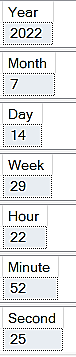 Year
2022
Month
7
Day
14
Week
29
Hour
22
Minute
52
Second
25